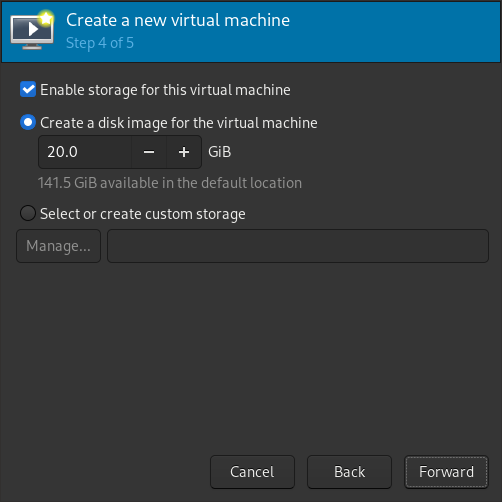 Create a new virtual machine
Step 4 of 5
Enable storage for this virtual machine
Create a disk image for the virtual machine
20.0 − + GiB
141.5 GiB available in the default location
Select or create custom storage
Manage...
Cancel Back Forward